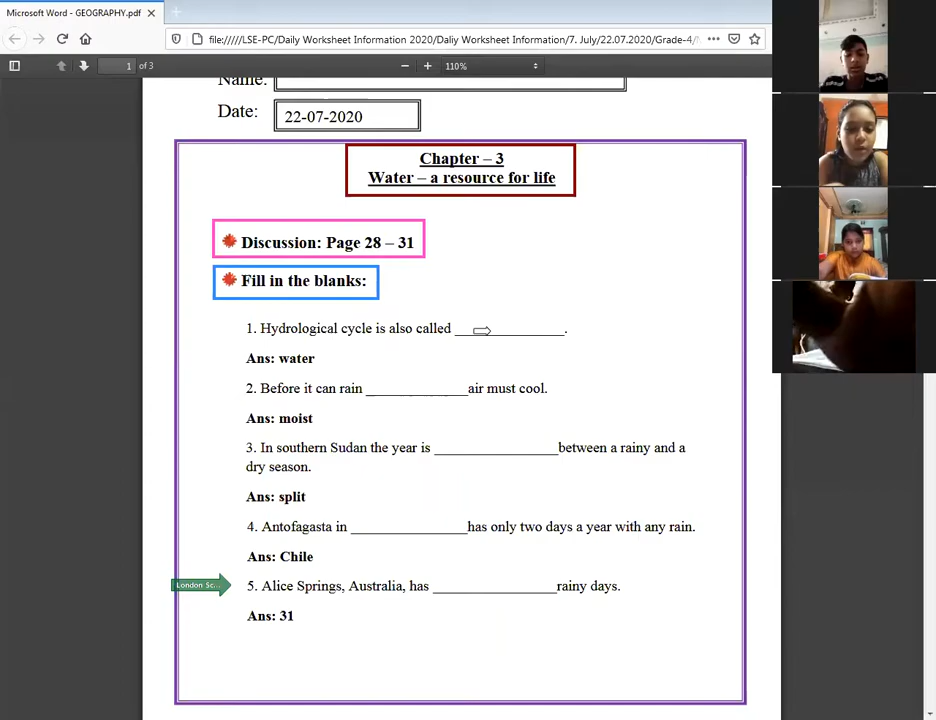 Microsoft Word - GEOGRAPHY.pdf
file://///LSE-PC/Daily Worksheet Information 2020/Daliy Worksheet Information/7. July/22.07.2020/Grade-4/
1 of 3
110%
Name:
Date: 22-07-2020
Chapter – 3
Water – a resource for life
Discussion: Page 28 – 31
Fill in the blanks:
1. Hydrological cycle is also called _______________.
Ans: water
2. Before it can rain ______________air must cool.
Ans: moist
3. In southern Sudan the year is _________________between a rainy and a
dry season.
Ans: split
4. Antofagasta in ________________has only two days a year with any rain.
Ans: Chile
London Sc...
5. Alice Springs, Australia, has _________________rainy days.
Ans: 31